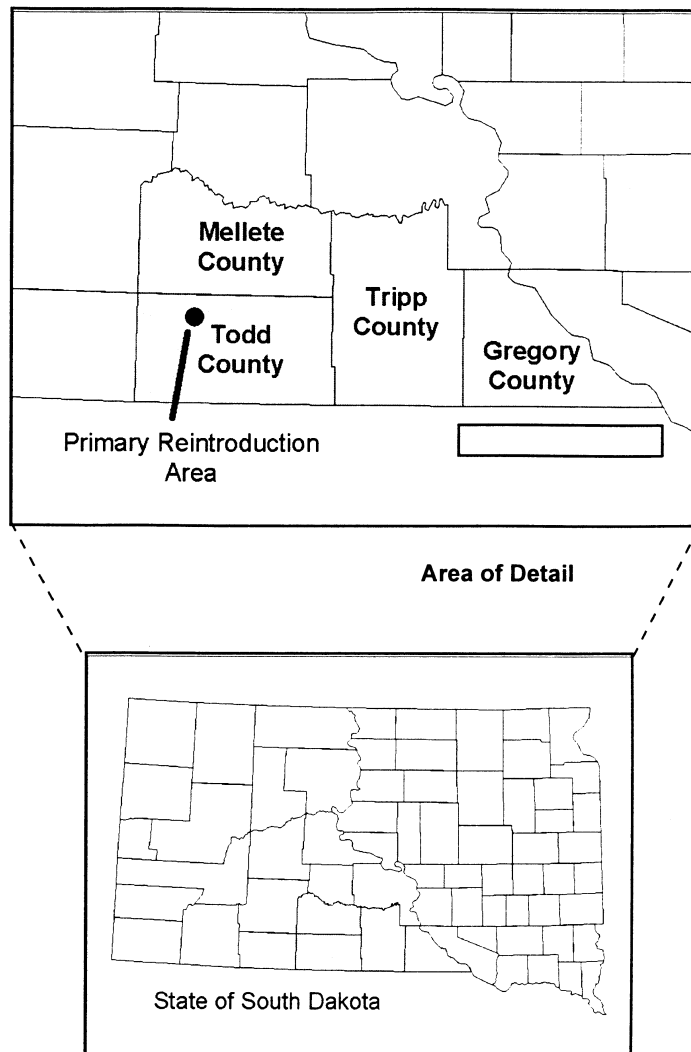 Mellete
County
Tripp
County
Todd
County
Gregory
County
Primary Reintroduction
Area
Area of Detail
State of South Dakota